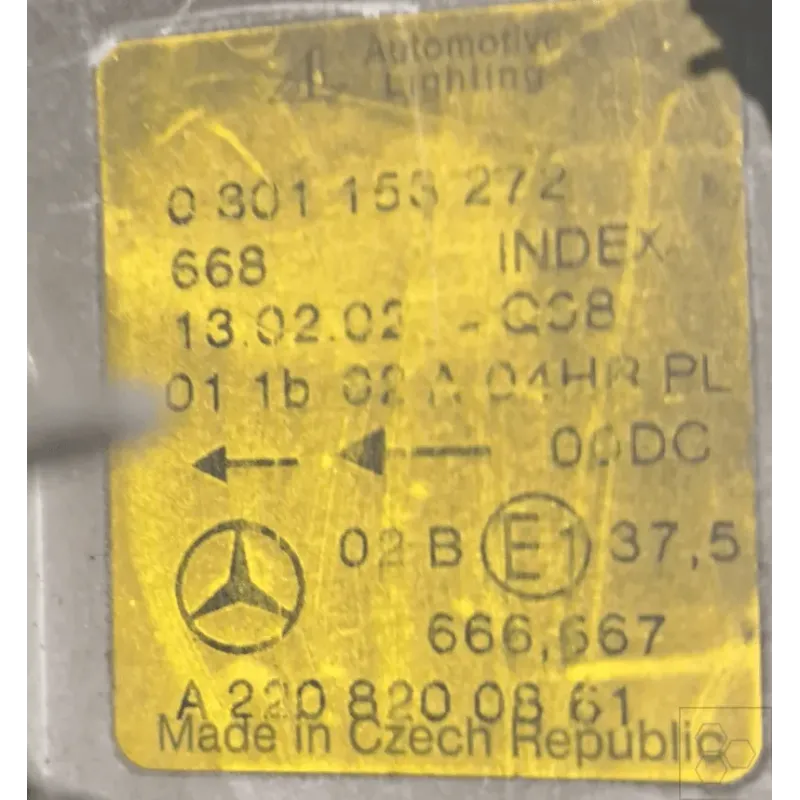 Automotive
Lighting
0 301 153 272
668 INDEX
13.02.02 - QS8
01 1b 02 A 04HR PL
00DC
02 B E1 37,5
666,667
A 220 820 08 61
Made in Czech Republic